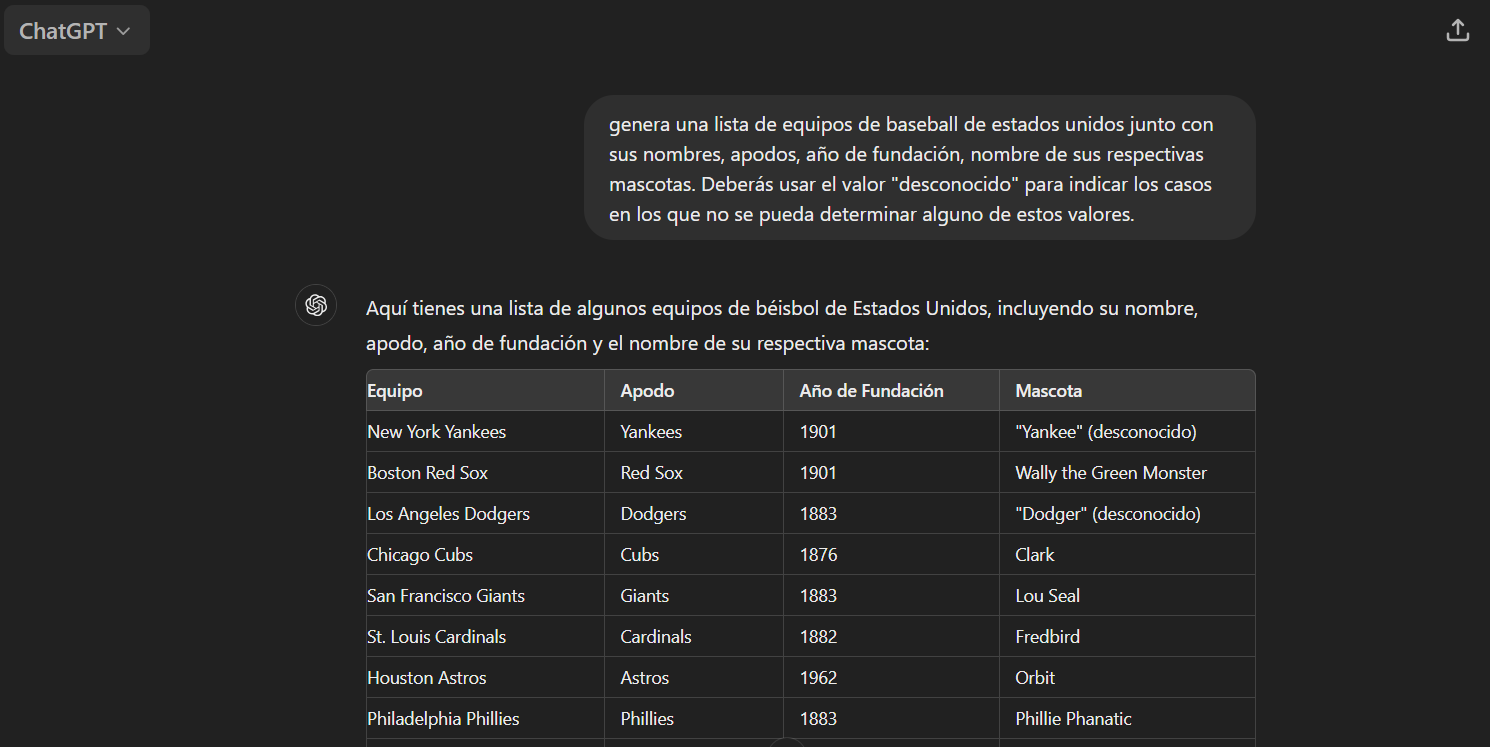 ChatGPT
genera una lista de equipos de baseball de estados unidos junto con
sus nombres, apodos, año de fundación, nombre de sus respectivas
mascotas. Deberás usar el valor "desconocido" para indicar los casos
en los que no se pueda determinar alguno de estos valores.
Aquí tienes una lista de algunos equipos de béisbol de Estados Unidos, incluyendo su nombre,
apodo, año de fundación y el nombre de su respectiva mascota:
Equipo Apodo Año de Fundación Mascota
New York Yankees Yankees 1901 "Yankee" (desconocido)
Boston Red Sox Red Sox 1901 Wally the Green Monster
Los Angeles Dodgers Dodgers 1883 "Dodger" (desconocido)
Chicago Cubs Cubs 1876 Clark
San Francisco Giants Giants 1883 Lou Seal
St. Louis Cardinals Cardinals 1882 Fredbird
Houston Astros Astros 1962 Orbit
Philadelphia Phillies Phillies 1883 Phillie Phanatic